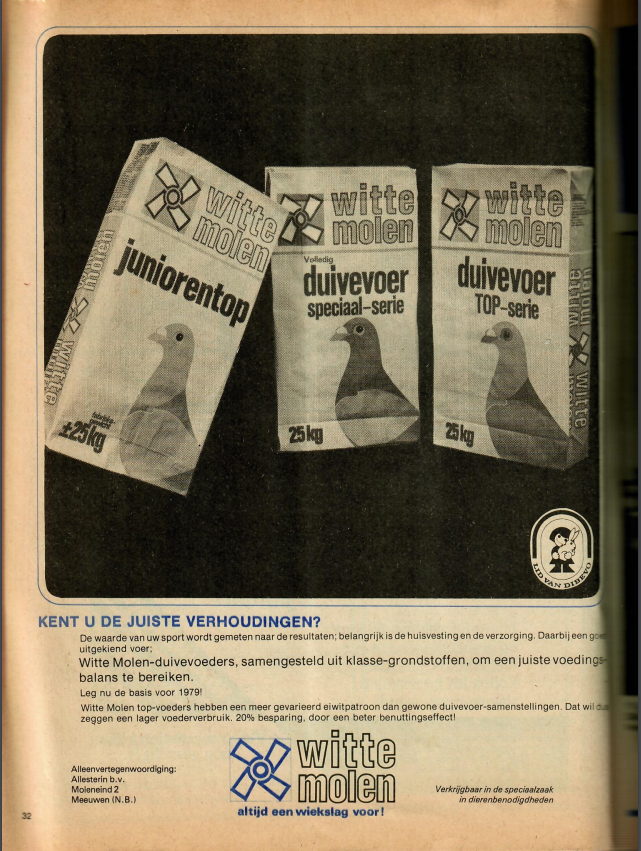 witte
molen
juniorentop
±25kg
witte
molen
witte
molen
Volledig
duivevoer
speciaal-serie
25kg
witte
molen
duivevoer
TOP-serie
25kg
witte
LID VAN DIBEVO
KENT U DE JUISTE VERHOUDINGEN?
De waarde van uw sport wordt gemeten naar de resultaten; belangrijk is de huisvesting en de verzorging. Daarbij een
uitgekiend voer;
Witte Molen-duivevoeders, samengesteld uit klasse-grondstoffen, om een juiste voedings-
balans te bereiken.
Leg nu de basis voor 1979!
Witte Molen top-voeders hebben een meer gevarieerd eiwitpatroon dan gewone duivevoer-samenstellingen. Dat wil
zeggen een lager voederverbruik. 20% besparing, door een beter benuttingseffect!
Alleenvertegenwoordiging:
Allesterin b.v.
Moleneind 2
Meeuwen (N.B.)
witte
molen
altijd een wiekslag voor!
Verkrijgbaar in de speciaalzaak
in dierenbenodigdheden
32